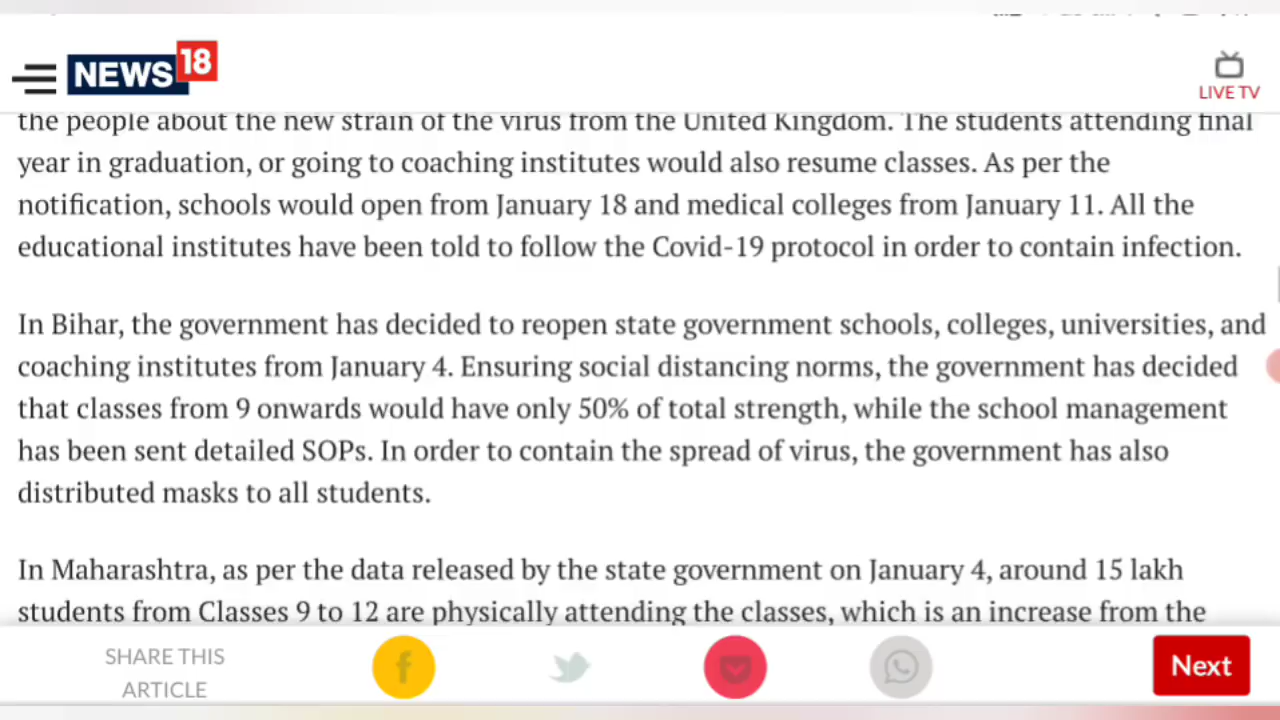 NEWS 18
LIVE TV
the people about the new strain of the virus from the United Kingdom. The students attending final
year in graduation, or going to coaching institutes would also resume classes. As per the
notification, schools would open from January 18 and medical colleges from January 11. All the
educational institutes have been told to follow the Covid-19 protocol in order to contain infection.
In Bihar, the government has decided to reopen state government schools, colleges, universities, and
coaching institutes from January 4. Ensuring social distancing norms, the government has decided
that classes from 9 onwards would have only 50% of total strength, while the school management
has been sent detailed SOPs. In order to contain the spread of virus, the government has also
distributed masks to all students.
In Maharashtra, as per the data released by the state government on January 4, around 15 lakh
students from Classes 9 to 12 are physically attending the classes, which is an increase from the
SHARE THIS
ARTICLE
Next